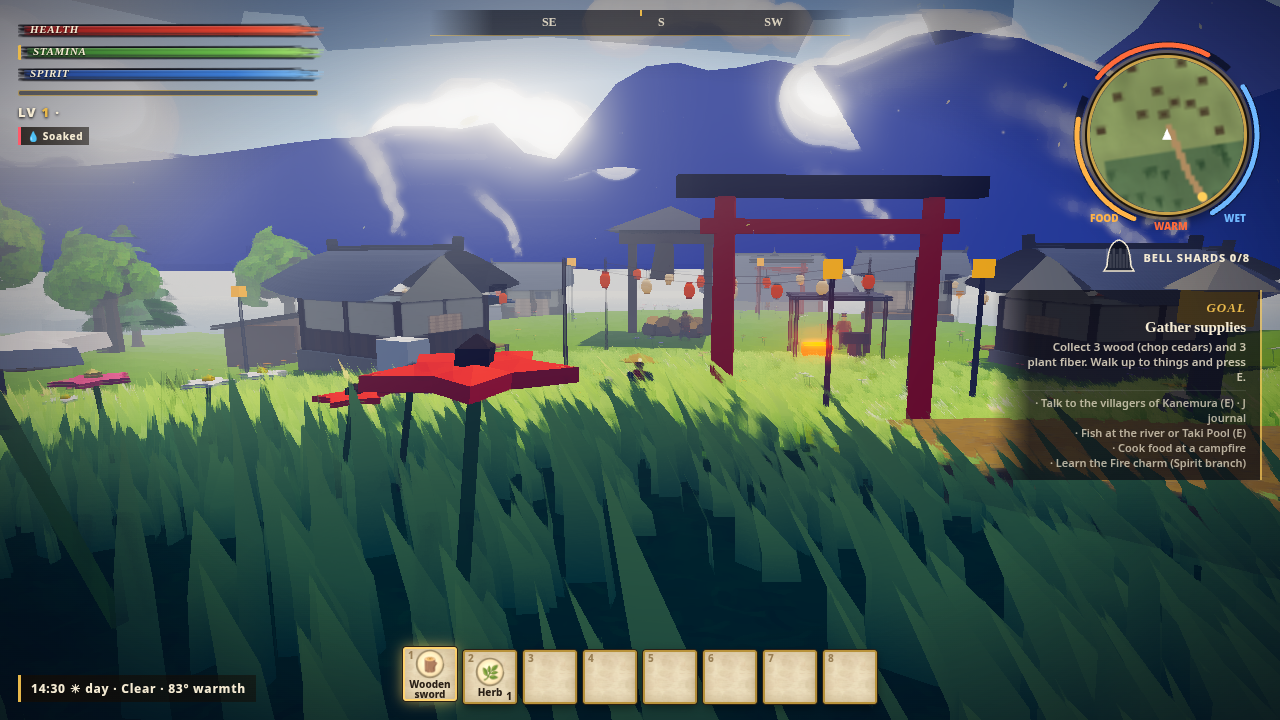 HEALTH
STAMINA
SPIRIT
LV 1 ·
Soaked
SE S SW
FOOD
WARM
WET
BELL SHARDS 0/8
GOAL
Gather supplies
Collect 3 wood (chop cedars) and 3
plant fiber. Walk up to things and press
E.
· Talk to the villagers of Kanemura (E) · J
journal
· Fish at the river or Taki Pool (E)
· Cook food at a campfire
· Learn the Fire charm (Spirit branch)
1
Wooden
sword
2
Herb 1
3
4
5
6
7
8
14:30 ☀ day · Clear · 83° warmth